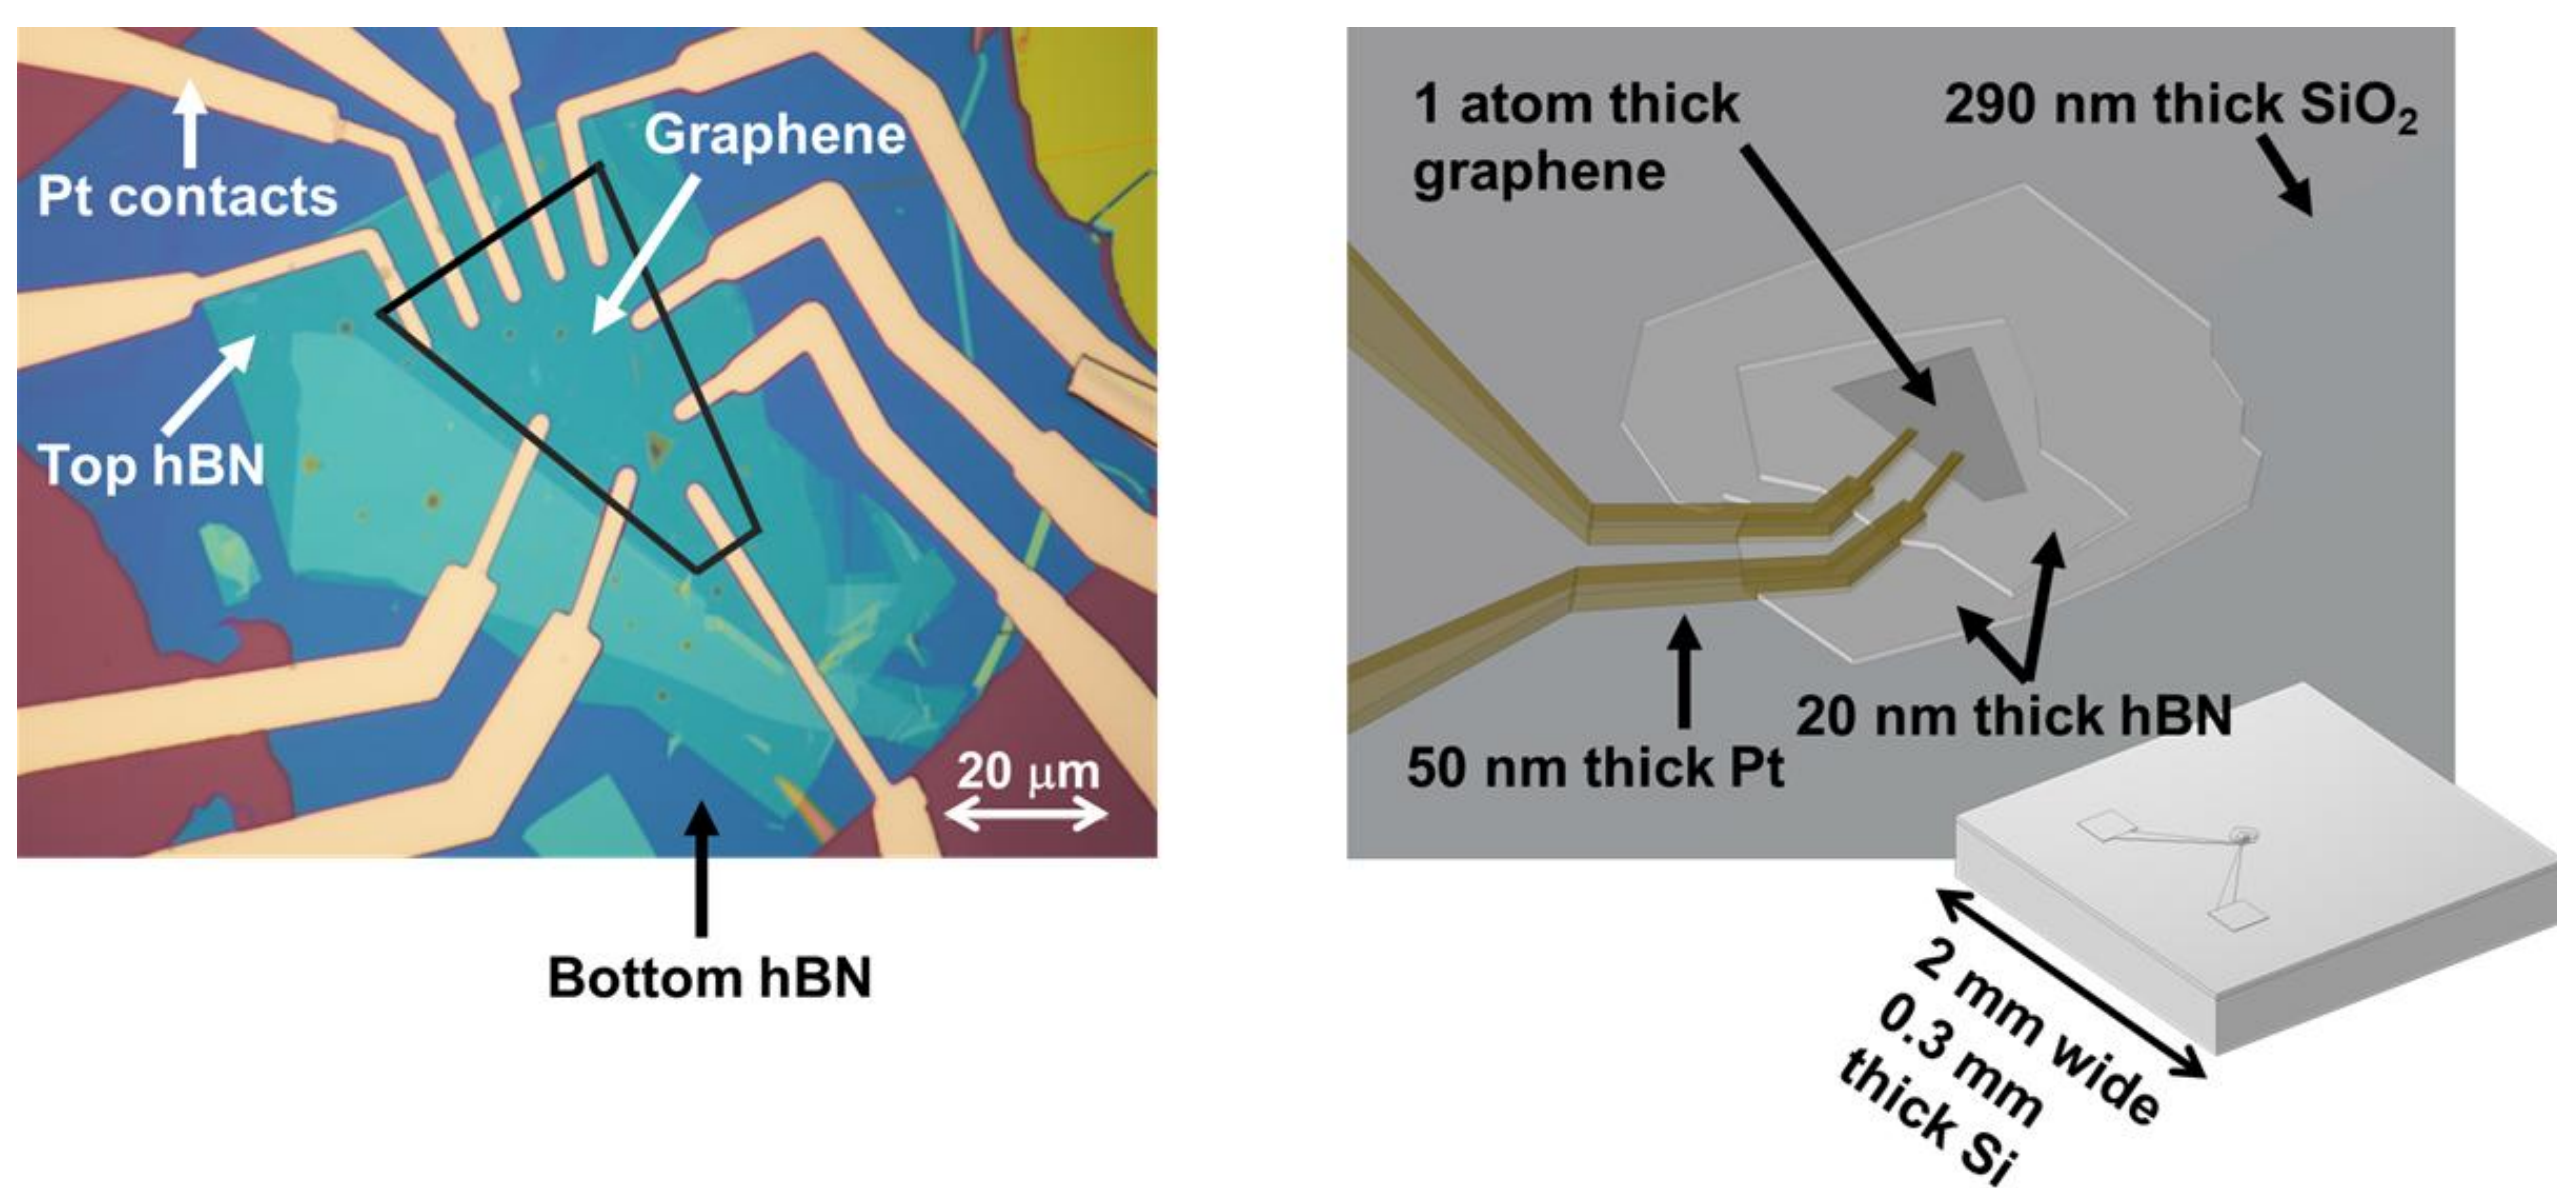 Graphene
Pt contacts
Top hBN
20 μm
Bottom hBN
1 atom thick
graphene
290 nm thick SiO₂
20 nm thick hBN
50 nm thick Pt
2 mm wide
0.3 mm
thick Si